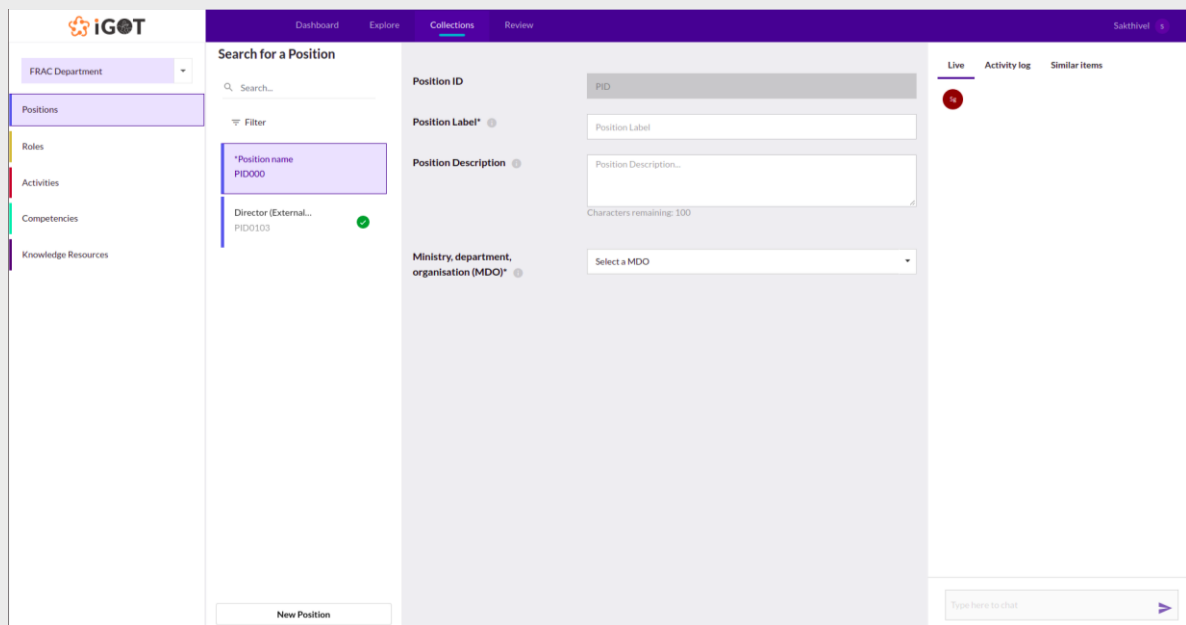 iGOT
Dashboard
Explore
Collections
Review
Sakthivel
s
FRAC Department
Positions
Roles
Activities
Competencies
Knowledge Resources
Search for a Position
Search...
Filter
*Position name
PID000
Director (External...
PID0103
New Position
Position ID
PID
Position Label*
Position Label
Position Description
Position Description...
Characters remaining: 100
Ministry, department,
organisation (MDO)*
Select a MDO
Live
Activity log
Similar items
Type here to chat